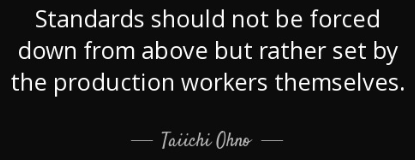 Standards should not be forced
down from above but rather set by
the production workers themselves.
Taiichi Ohno